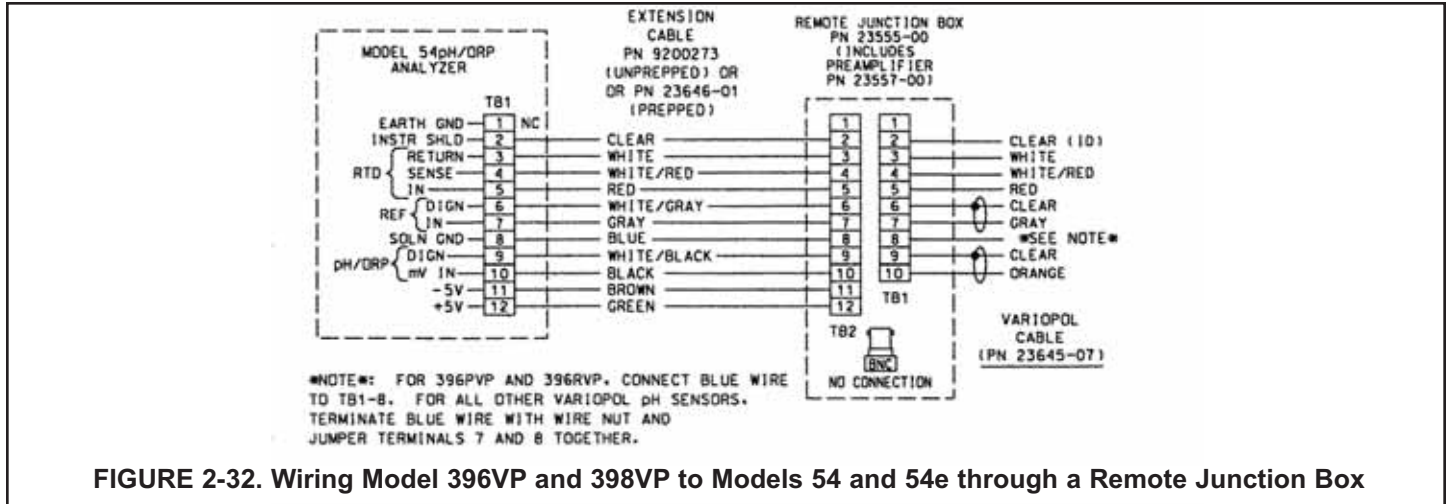 EXTENSION
CABLE
PN 9200273
(UNPREPPED) OR
OR PN 23646-01
(PREPPED)
REMOTE JUNCTION BOX
PN 23555-00
(INCLUDES
PREAMPLIFIER
PN 23557-00)
MODEL 54pH/ORP
ANALYZER
TB1
EARTH GND 1 NC
INSTR SHLD 2 CLEAR 2 2 CLEAR (ID)
RTD
RETURN 3 WHITE 3 3 WHITE
SENSE 4 WHITE/RED 4 4 WHITE/RED
IN 5 RED 5 5 RED
REF
DIGN 6 WHITE/GRAY 6 6 CLEAR
IN 7 GRAY 7 7 GRAY
SOLN GND 8 BLUE 8 8 *SEE NOTE*
pH/ORP
DIGN 9 WHITE/BLACK 9 9 CLEAR
mV IN 10 BLACK 10 10 ORANGE
-5V 11 BROWN 11
+5V 12 GREEN 12
1 1
TB1
TB2
BNC
NO CONNECTION
VARIOPOL
CABLE
(PN 23645-07)
*NOTE*: FOR 396PVP AND 396RVP. CONNECT BLUE WIRE
TO TB1-8. FOR ALL OTHER VARIOPOL pH SENSORS.
TERMINATE BLUE WIRE WITH WIRE NUT AND
JUMPER TERMINALS 7 AND 8 TOGETHER.
FIGURE 2-32. Wiring Model 396VP and 398VP to Models 54 and 54e through a Remote Junction Box